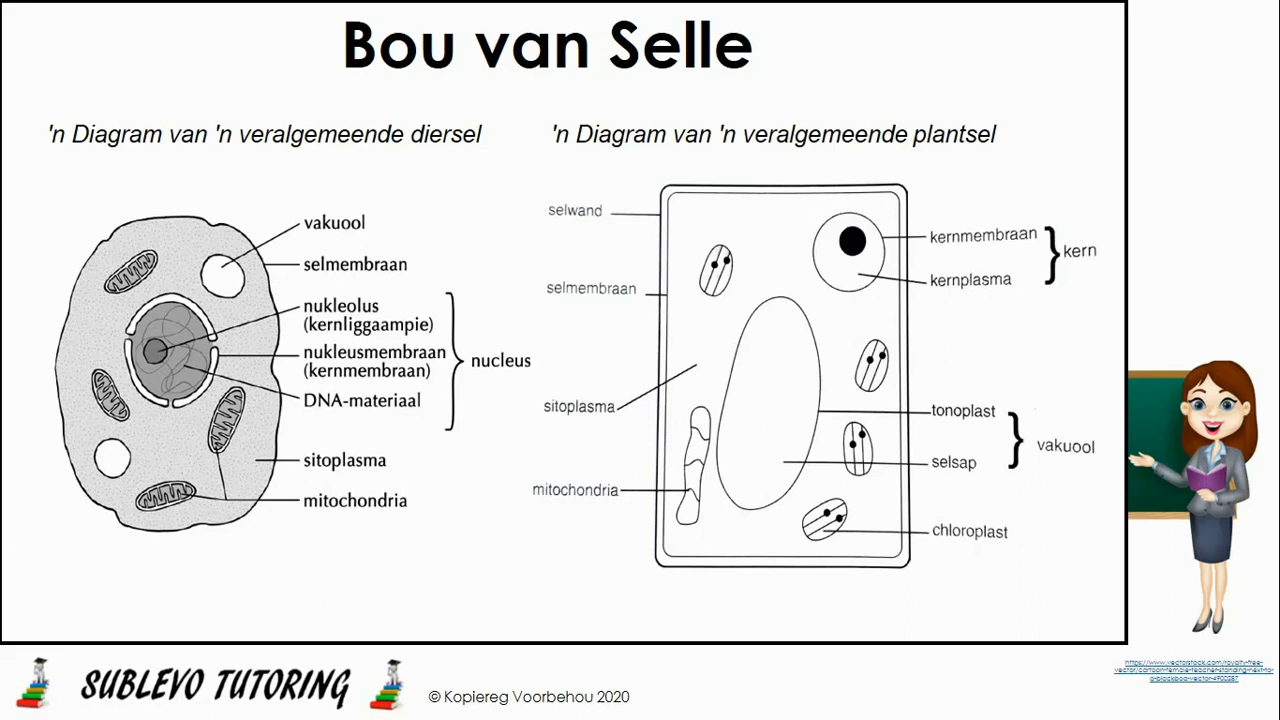 Bou van Selle
'n Diagram van 'n veralgemeende diersel
vakuool
selmembraan
nukleolus
(kernliggaampie)
nukleusmembraan
(kernmembraan)
DNA-materiaal
nucleus
sitoplasma
mitochondria
'n Diagram van 'n veralgemeende plantsel
selwand
selmembraan
sitoplasma
mitochondria
kernmembraan
kernplasma
kern
tonoplast
selsap
vakuool
chloroplast
SUBLEVO TUTORING
© Kopiereg Voorbehou 2020